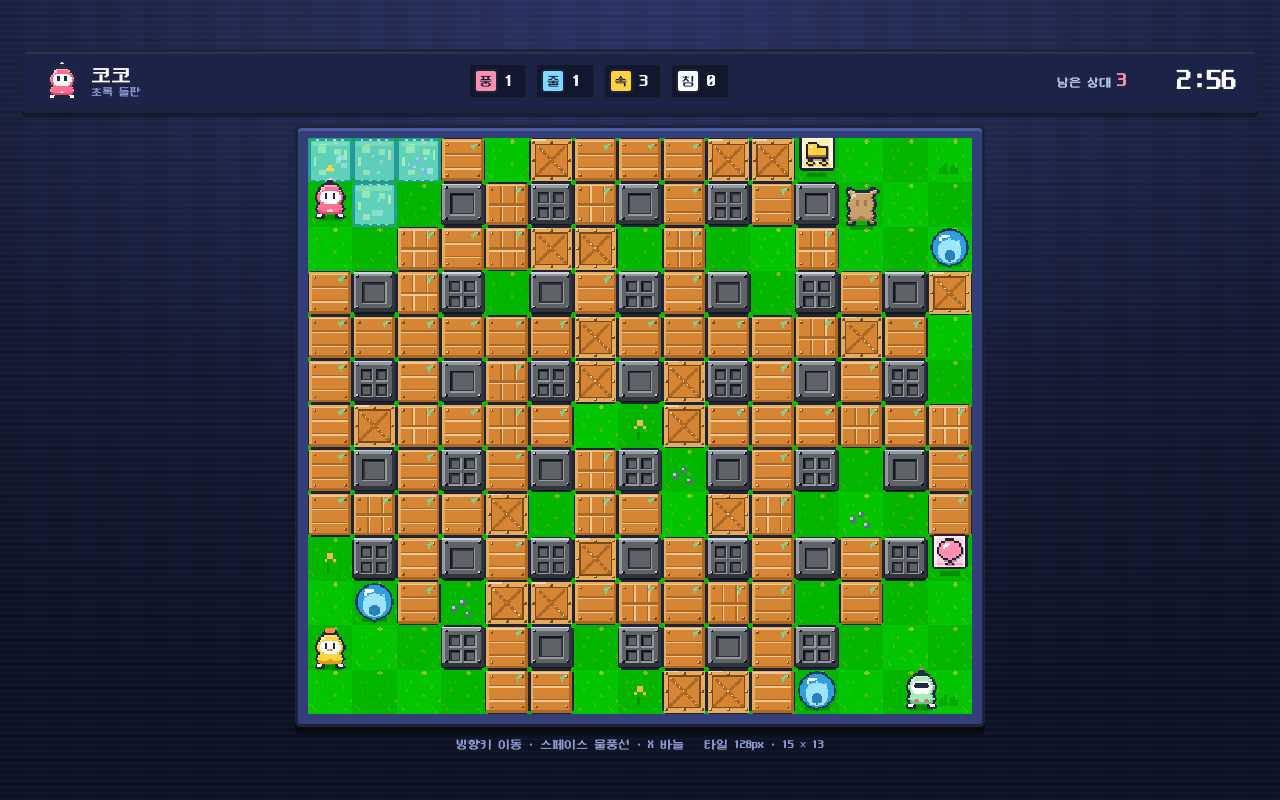 코코
초록 들판
풍 1 줄 1 속 3 침 0
남은 상대 3
2:56
방향키 이동 · 스페이스 물풍선 · X 바늘 타일 128px · 15 × 13